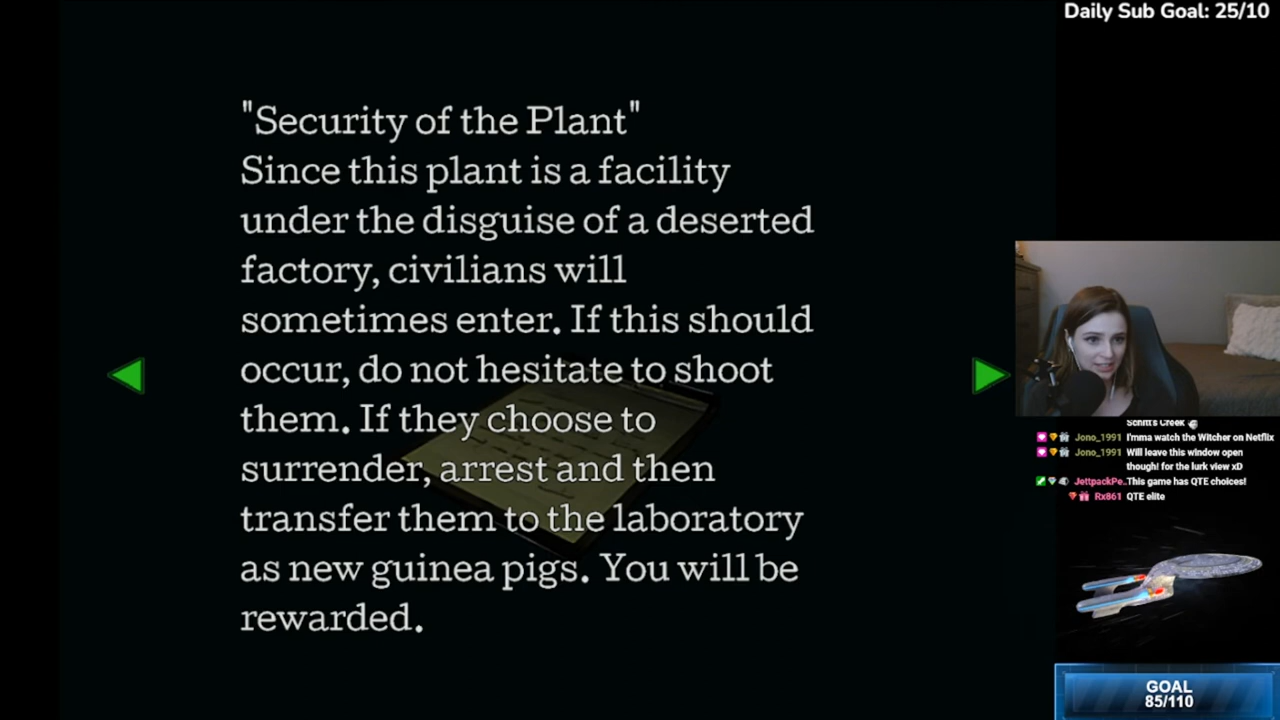 Daily Sub Goal: 25/10
"Security of the Plant"
Since this plant is a facility
under the disguise of a deserted
factory, civilians will
sometimes enter. If this should
occur, do not hesitate to shoot
them. If they choose to
surrender, arrest and then
transfer them to the laboratory
as new guinea pigs. You will be
rewarded.
Schitt's Creek
Jono_1991 I'mma watch the Witcher on Netflix
Jono_1991 Will leave this window open
though! for the lurk view xD
JettpackPe.. This game has QTE choices!
Rx861 QTE elite
GOAL
85/110